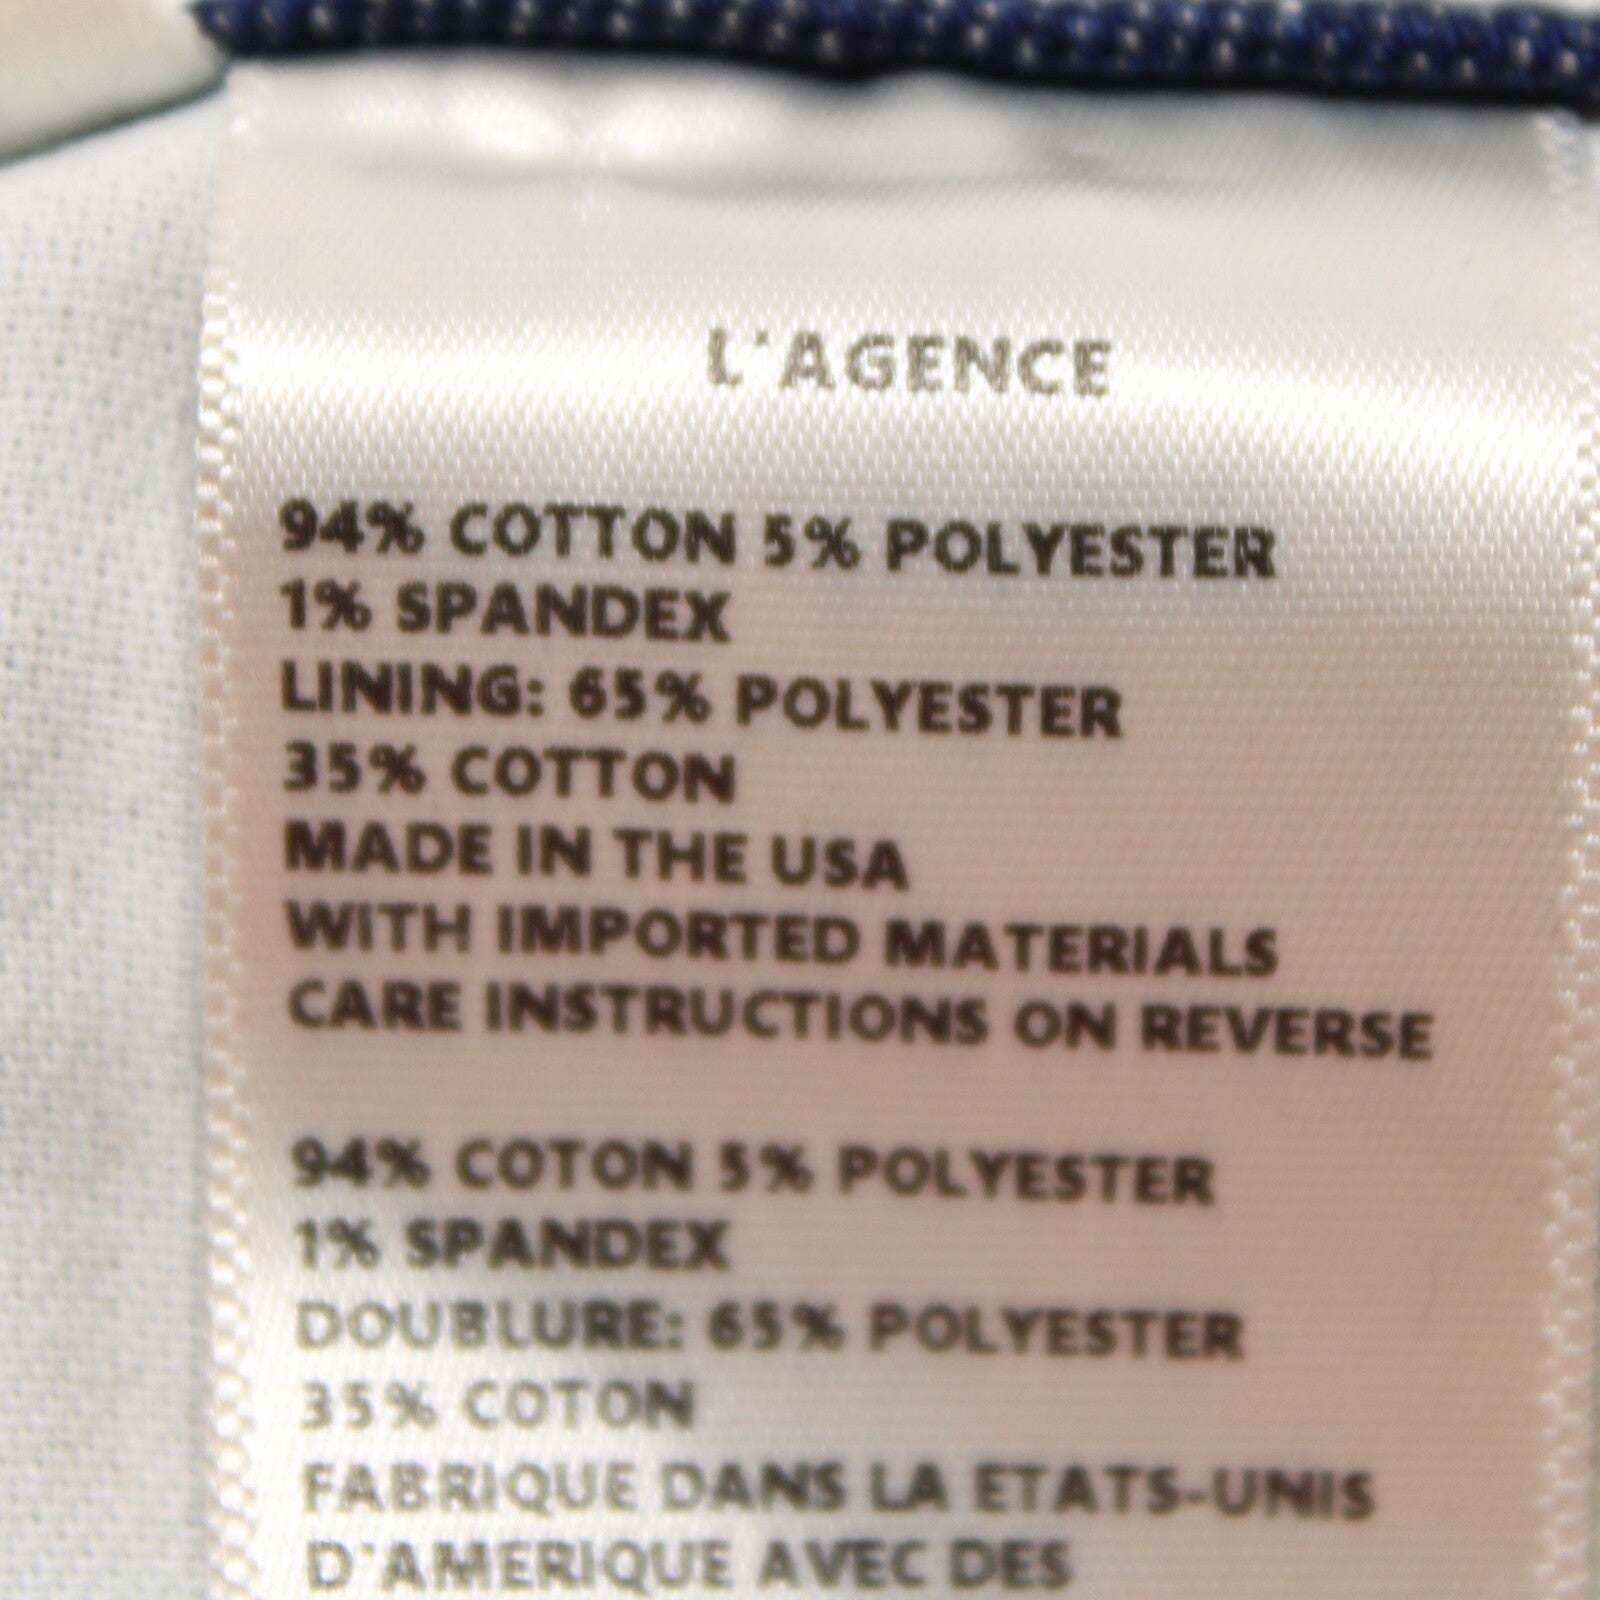 L'AGENCE
94% COTTON 5% POLYESTER
1% SPANDEX
LINING: 65% POLYESTER
35% COTTON
MADE IN THE USA
WITH IMPORTED MATERIALS
CARE INSTRUCTIONS ON REVERSE
94% COTON 5% POLYESTER
1% SPANDEX
DOUBLURE: 65% POLYESTER
35% COTON
FABRIQUE DANS LA ETATS-UNIS
D'AMERIQUE AVEC DES